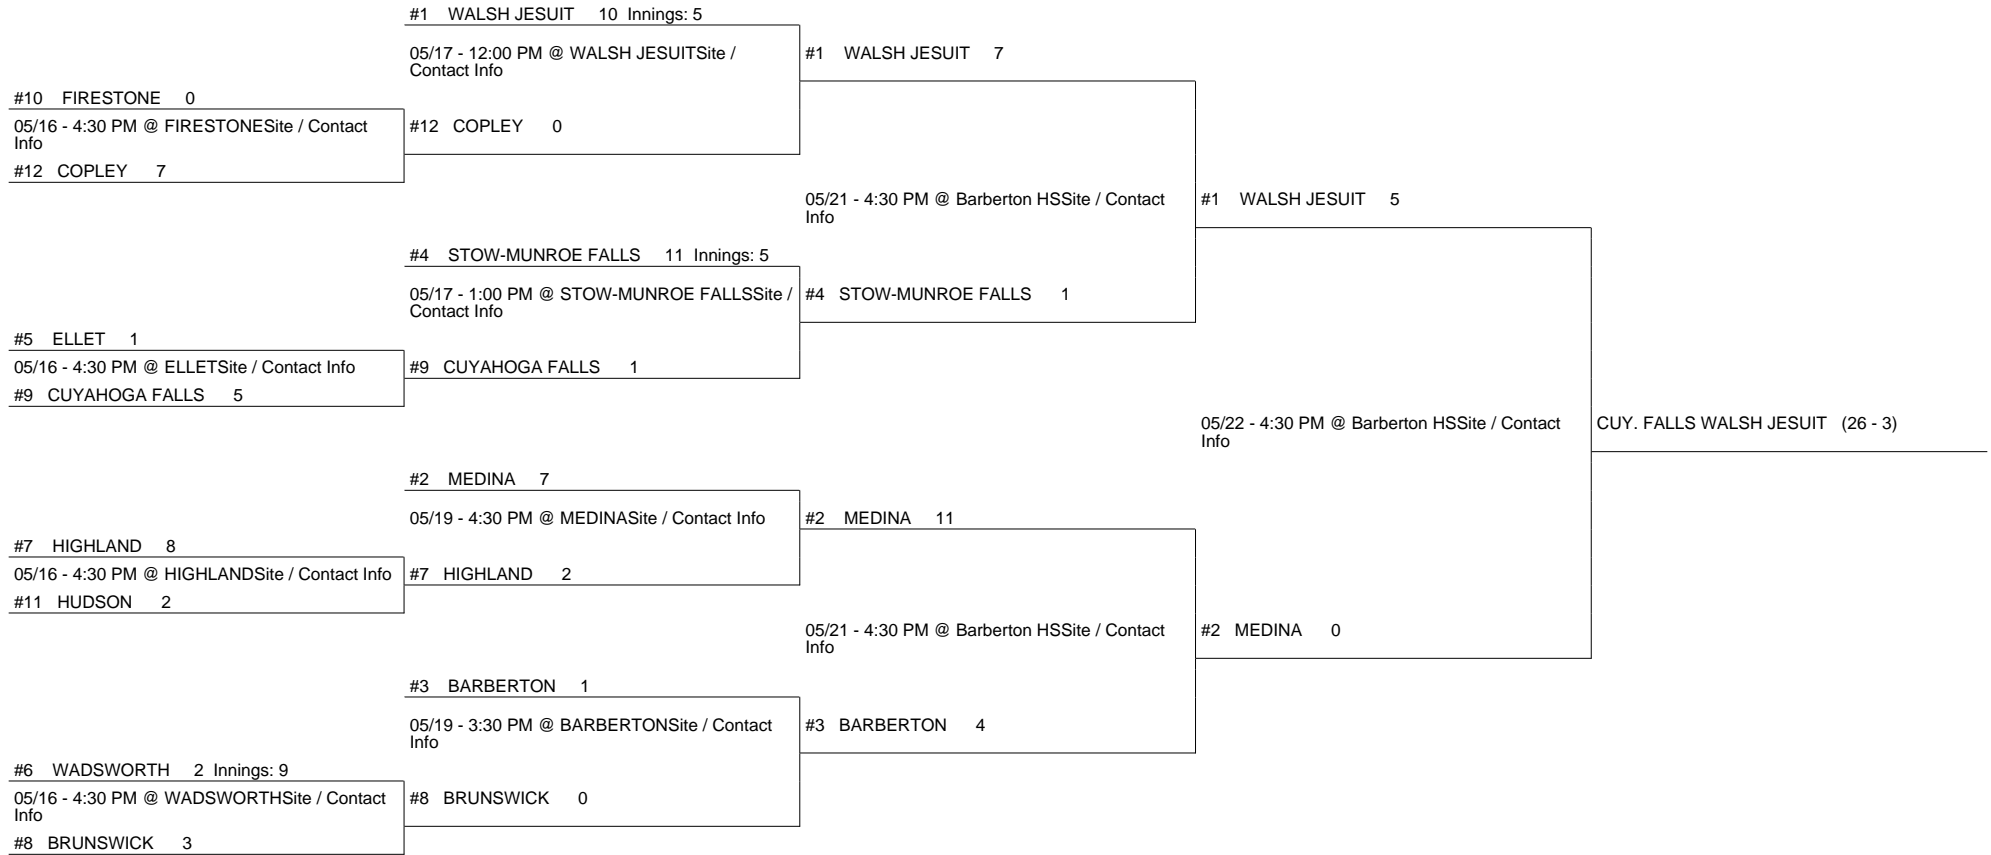 #1 WALSH JESUIT 10 Innings: 5
05/17 - 12:00 PM @ WALSH JESUITSite /
Contact Info
#1 WALSH JESUIT 7
#10 FIRESTONE 0
05/16 - 4:30 PM @ FIRESTONESite / Contact
Info
#12 COPLEY 0
#12 COPLEY 7
05/21 - 4:30 PM @ Barberton HSSite / Contact
Info
#1 WALSH JESUIT 5
#4 STOW-MUNROE FALLS 11 Innings: 5
05/17 - 1:00 PM @ STOW-MUNROE FALLSSite /
Contact Info
#4 STOW-MUNROE FALLS 1
#5 ELLET 1
05/16 - 4:30 PM @ ELLETSite / Contact Info
#9 CUYAHOGA FALLS 1
#9 CUYAHOGA FALLS 5
05/22 - 4:30 PM @ Barberton HSSite / Contact
Info
CUY. FALLS WALSH JESUIT (26 - 3)
#2 MEDINA 7
05/19 - 4:30 PM @ MEDINASite / Contact Info
#2 MEDINA 11
#7 HIGHLAND 8
05/16 - 4:30 PM @ HIGHLANDSite / Contact Info
#7 HIGHLAND 2
#11 HUDSON 2
05/21 - 4:30 PM @ Barberton HSSite / Contact
Info
#2 MEDINA 0
#3 BARBERTON 1
05/19 - 3:30 PM @ BARBERTONSite / Contact
Info
#3 BARBERTON 4
#6 WADSWORTH 2 Innings: 9
05/16 - 4:30 PM @ WADSWORTHSite / Contact
Info
#8 BRUNSWICK 0
#8 BRUNSWICK 3